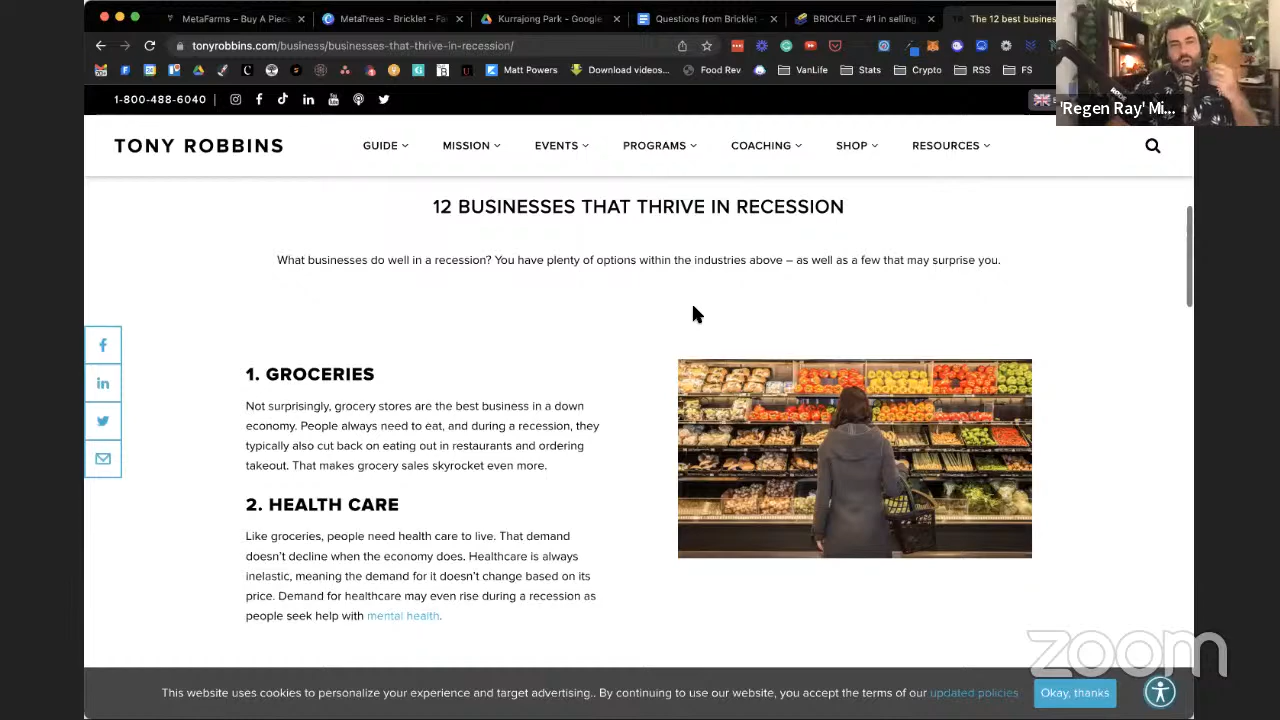 MetaFarms – Buy A Piece
MetaTrees - Bricklet - Fa
Kurrajong Park - Google
Questions from Bricklet -
BRICKLET - #1 in selling
The 12 best busines
tonyrobbins.com/business/businesses-that-thrive-in-recession/
Matt Powers
Download videos...
Food Rev
VanLife
Stats
Crypto
RSS
FS
'Regen Ray' Mi...
1-800-488-6040
TONY ROBBINS
GUIDE
MISSION
EVENTS
PROGRAMS
COACHING
SHOP
RESOURCES
12 BUSINESSES THAT THRIVE IN RECESSION
What businesses do well in a recession? You have plenty of options within the industries above – as well as a few that may surprise you.
1. GROCERIES
Not surprisingly, grocery stores are the best business in a down
economy. People always need to eat, and during a recession, they
typically also cut back on eating out in restaurants and ordering
takeout. That makes grocery sales skyrocket even more.
2. HEALTH CARE
Like groceries, people need health care to live. That demand
doesn't decline when the economy does. Healthcare is always
inelastic, meaning the demand for it doesn't change based on its
price. Demand for healthcare may even rise during a recession as
people seek help with mental health.
zoom
This website uses cookies to personalize your experience and target advertising.. By continuing to use our website, you accept the terms of our updated policies
Okay, thanks